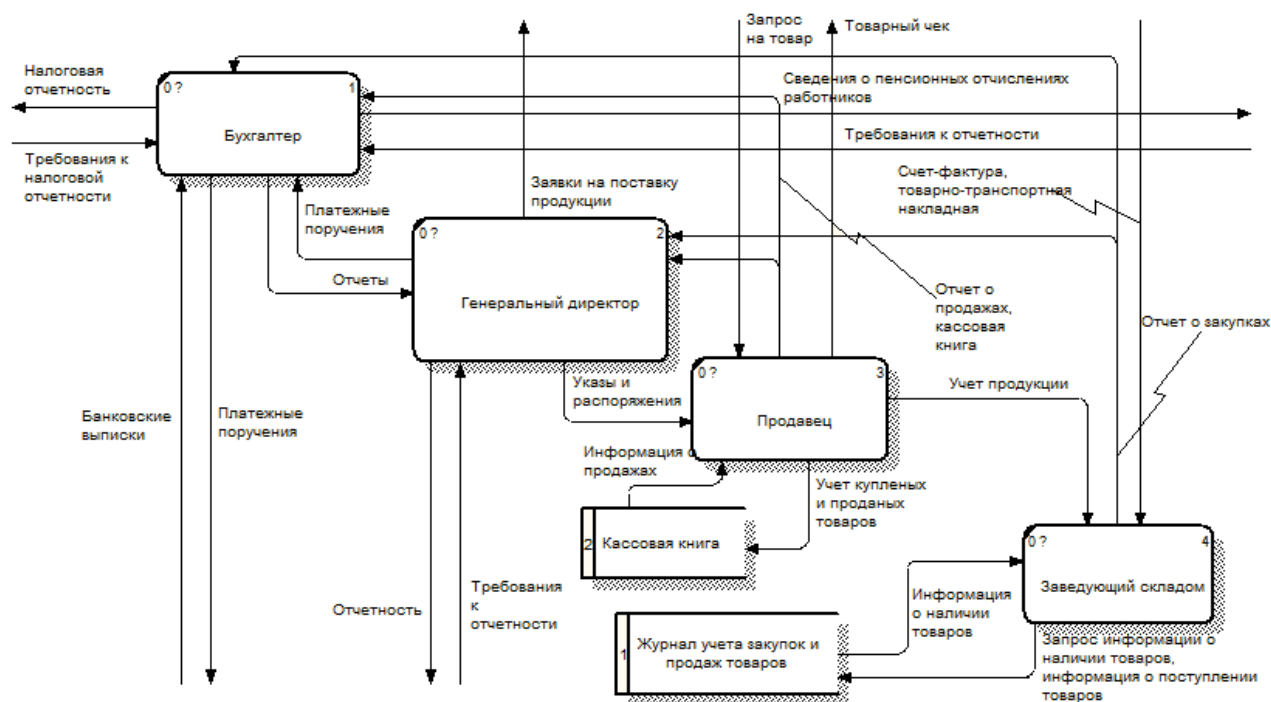 Запрос
на товар
Товарный чек
Налоговая
отчетность
0 ?
1
Бухгалтер
Сведения о пенсионных отчислениях
работников
Требования к отчетности
Требования к
налоговой
отчетности
Счет-фактура,
товарно-транспортная
накладная
Заявки на поставку
продукции
Платежные
поручения
0 ?
2
Генеральный директор
Отчеты
Отчет о
продажах,
кассовая
книга
Отчет о закупках
0 ?
3
Продавец
Указы и
распоряжения
Учет продукции
Банковские
выписки
Платежные
поручения
Информация о
продажах
Учет купленых
и проданых
товаров
2
Кассовая книга
0 ?
4
Заведующий складом
Отчетность
Требования
к
отчетности
Информация
о наличии
товаров
1
Журнал учета закупок и
продаж товаров
Запрос информации о
наличии товаров,
информация о поступлении
товаров